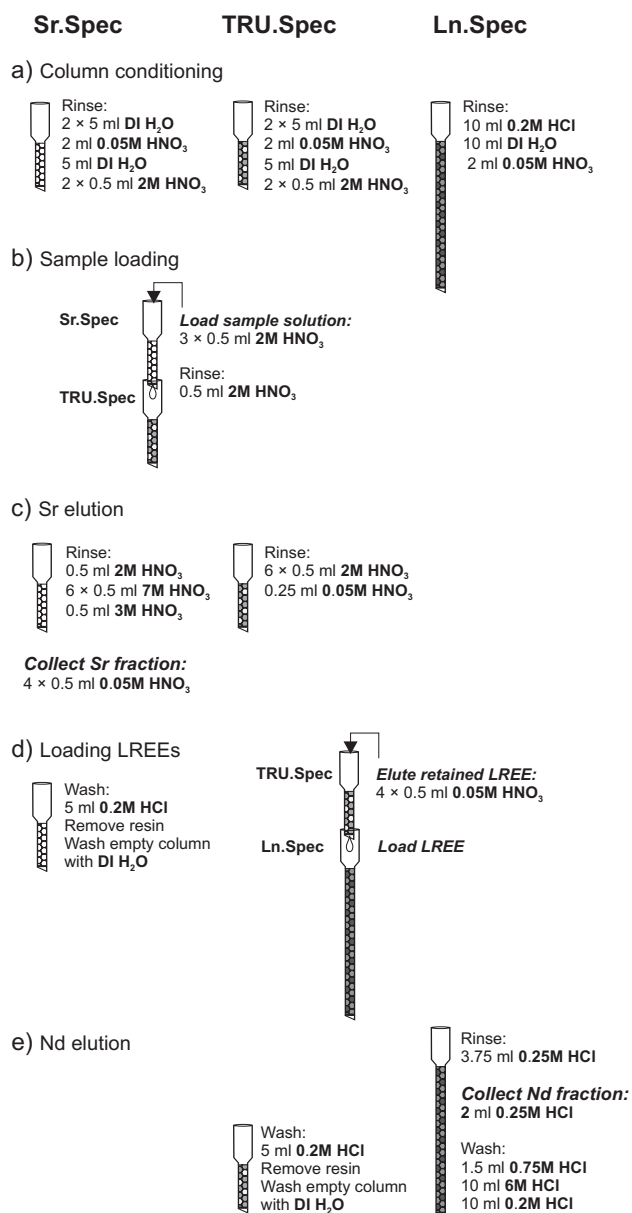 Sr.Spec TRU.Spec Ln.Spec
a) Column conditioning
Rinse:
2 × 5 ml DI H₂O
2 ml 0.05M HNO₃
5 ml DI H₂O
2 × 0.5 ml 2M HNO₃
Rinse:
2 × 5 ml DI H₂O
2 ml 0.05M HNO₃
5 ml DI H₂O
2 × 0.5 ml 2M HNO₃
Rinse:
10 ml 0.2M HCl
10 ml DI H₂O
2 ml 0.05M HNO₃
b) Sample loading
Sr.Spec
Load sample solution:
3 × 0.5 ml 2M HNO₃
Rinse:
0.5 ml 2M HNO₃
TRU.Spec
c) Sr elution
Rinse:
0.5 ml 2M HNO₃
6 × 0.5 ml 7M HNO₃
0.5 ml 3M HNO₃
Collect Sr fraction:
4 × 0.5 ml 0.05M HNO₃
Rinse:
6 × 0.5 ml 2M HNO₃
0.25 ml 0.05M HNO₃
d) Loading LREEs
Wash:
5 ml 0.2M HCl
Remove resin
Wash empty column
with DI H₂O
TRU.Spec
Elute retained LREE:
4 × 0.5 ml 0.05M HNO₃
Ln.Spec
Load LREE
e) Nd elution
Wash:
5 ml 0.2M HCl
Remove resin
Wash empty column
with DI H₂O
Rinse:
3.75 ml 0.25M HCl
Collect Nd fraction:
2 ml 0.25M HCl
Wash:
1.5 ml 0.75M HCl
10 ml 6M HCl
10 ml 0.2M HCl